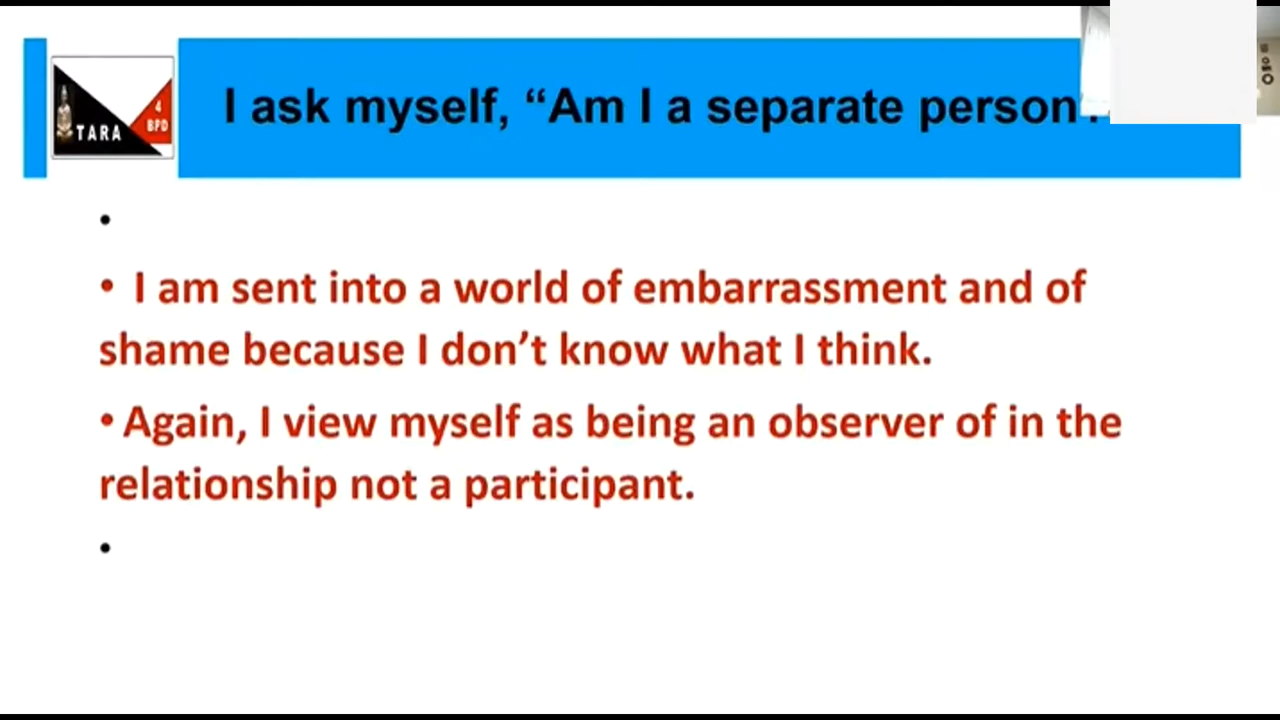 TARA
4
BPD
I ask myself, “Am I a separate person?
• I am sent into a world of embarrassment and of
shame because I don’t know what I think.
• Again, I view myself as being an observer of in the
relationship not a participant.